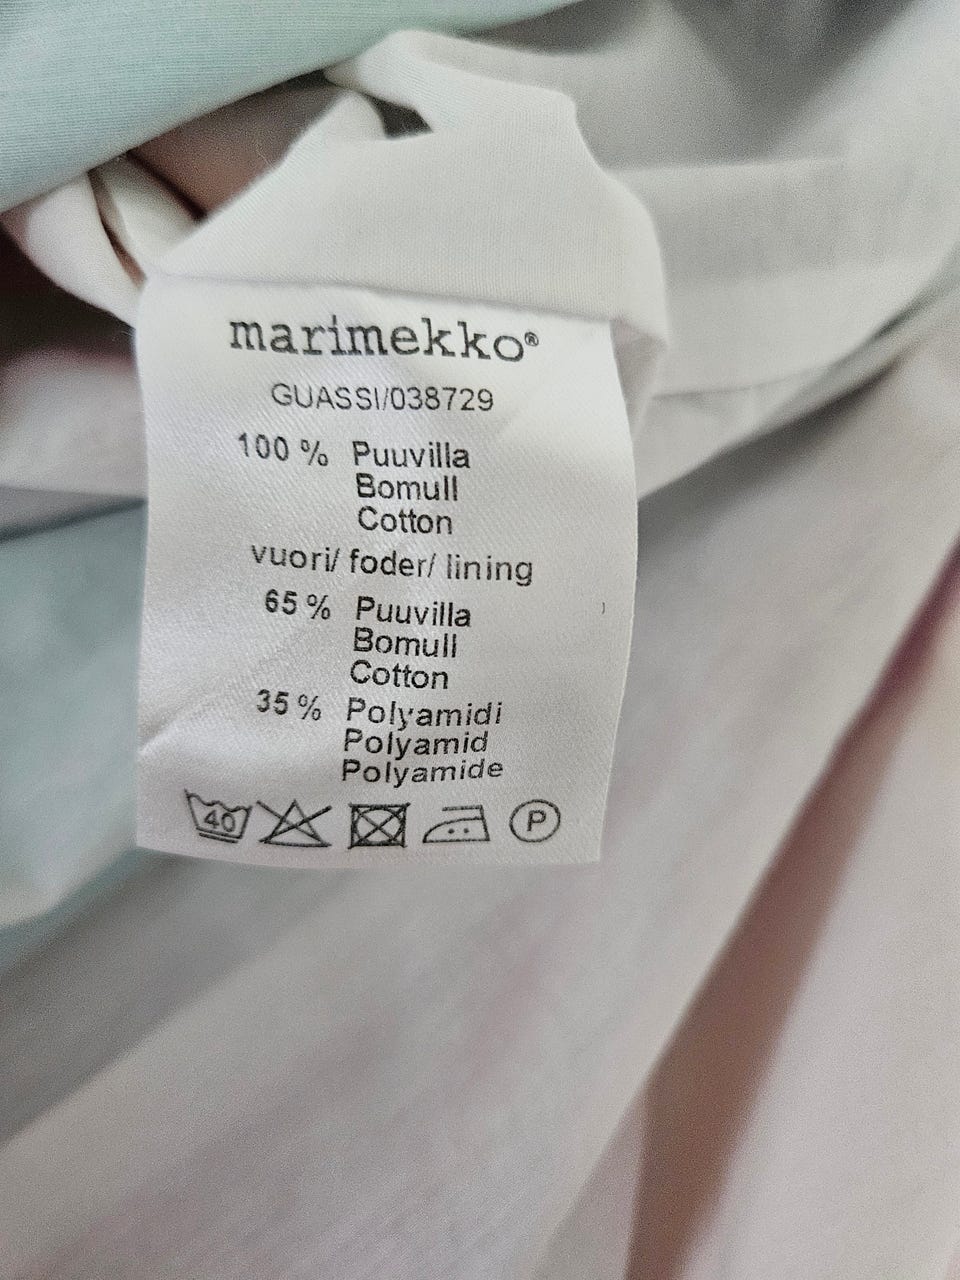 marimekko®
GUASSI/038729
100 % Puuvilla
Bomull
Cotton
vuori/ foder/ lining
65 % Puuvilla
Bomull
Cotton
35 % Polyamidi
Polyamid
Polyamide
40 P